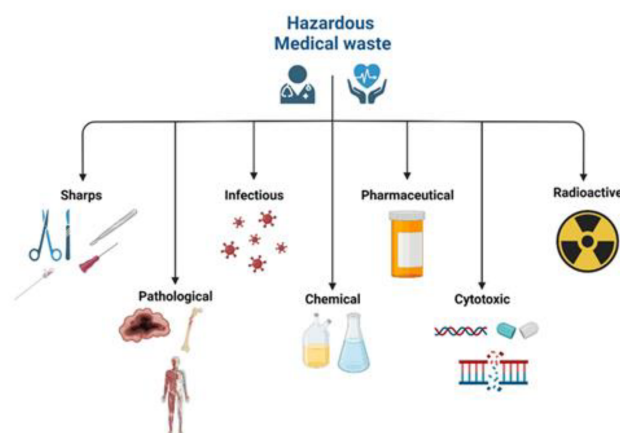 Hazardous
Medical waste
Sharps
Infectious
Pharmaceutical
Radioactive
Pathological
Chemical
Cytotoxic